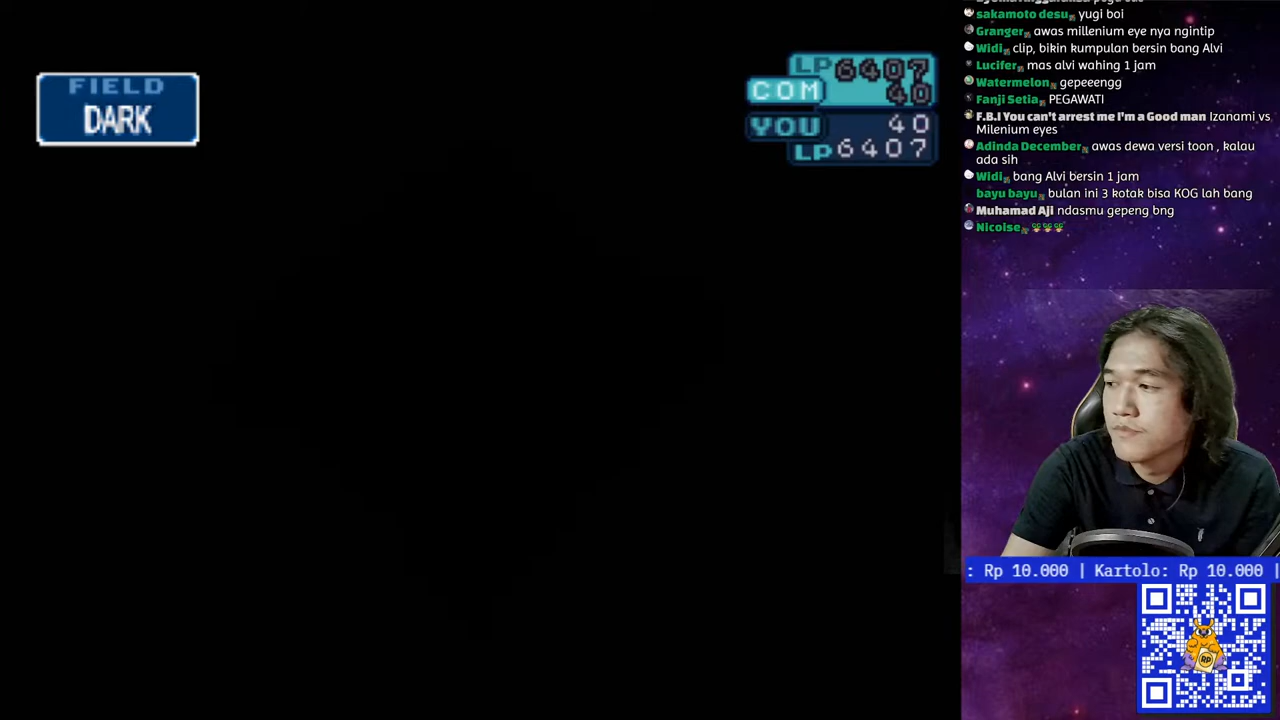 FIELD
DARK
LP 6407
COM 40
YOU 40
LP 6407
sakamoto desu yugi boi
Granger awas millenium eye nya ngintip
Widi clip, bikin kumpulan bersin bang Alvi
Lucifer mas alvi wahing 1 jam
Watermelon gepeeengg
Fanji Setia PEGAWATI
F.B.I You can't arrest me I'm a Good man Izanami vs
Milenium eyes
Adinda December awas dewa versi toon , kalau
ada sih
Widi bang Alvi bersin 1 jam
bayu bayu bulan ini 3 kotak bisa KOG lah bang
Muhamad Aji ndasmu gepeng bng
Nicoise
: Rp 10.000 | Kartolo: Rp 10.000 |
RP